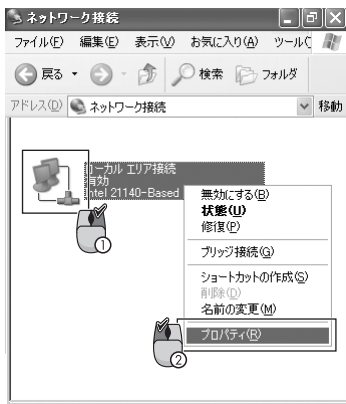 ネットワーク接続
ファイル(F) 編集(E) 表示(V) お気に入り(A) ツール(
戻る 検索 フォルダ
アドレス(D) ネットワーク接続 移動
ローカル エリア接続
有効
Intel 21140-Based
無効にする(B)
状態(U)
修復(P)
ブリッジ接続(G)
ショートカットの作成(S)
削除(D)
名前の変更(M)
プロパティ(R)
①
②